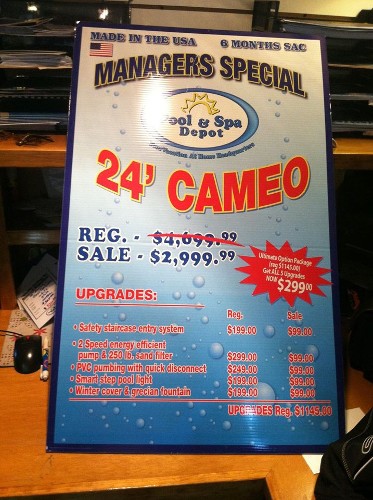 MADE IN THE USA 6 MONTHS SAC
MANAGERS SPECIAL
Pool & Spa
Depot
24' CAMEO
REG. - $4,699.99
SALE - $2,999.99
Ultimate Option Package
(reg $1145.00)
Get ALL 5 Upgrades
NOW $299.00
UPGRADES: Reg. Sale
• Safety staircase entry system $199.00 $99.00
• 2 Speed energy efficient
pump & 250 lb. sand filter $299.00 $99.00
• PVC pumbing with quick disconnect $249.00 $99.00
• Smart step pool light $199.00 $99.00
• Winter cover & grecian fountain $199.00 $99.00
UPGRADES Reg. $1145.00